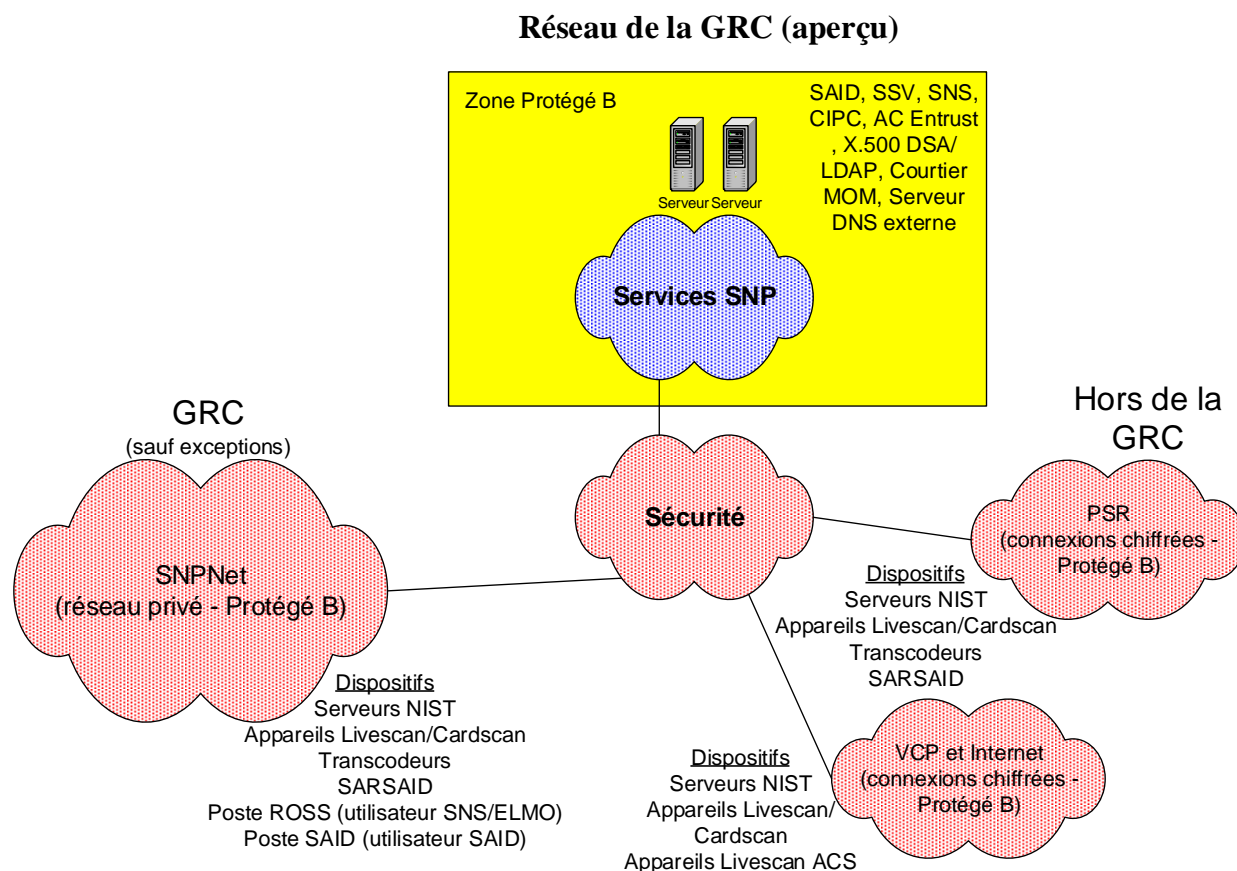 Réseau de la GRC (aperçu)
Zone Protégé B
SAID, SSV, SNS,
CIPC, AC Entrust
, X.500 DSA/
LDAP, Courtier
MOM, Serveur
DNS externe
Serveur Serveur
Services SNP
GRC
(sauf exceptions)
Hors de la
GRC
Sécurité
PSR
(connexions chiffrées -
Protégé B)
SNPNet
(réseau privé - Protégé B)
Dispositifs
Serveurs NIST
Appareils Livescan/Cardscan
Transcodeurs
SARSAID
Dispositifs
Serveurs NIST
Appareils Livescan/Cardscan
Transcodeurs
SARSAID
Poste ROSS (utilisateur SNS/ELMO)
Poste SAID (utilisateur SAID)
VCP et Internet
(connexions chiffrées -
Protégé B)
Dispositifs
Serveurs NIST
Appareils Livescan/
Cardscan
Appareils Livescan ACS